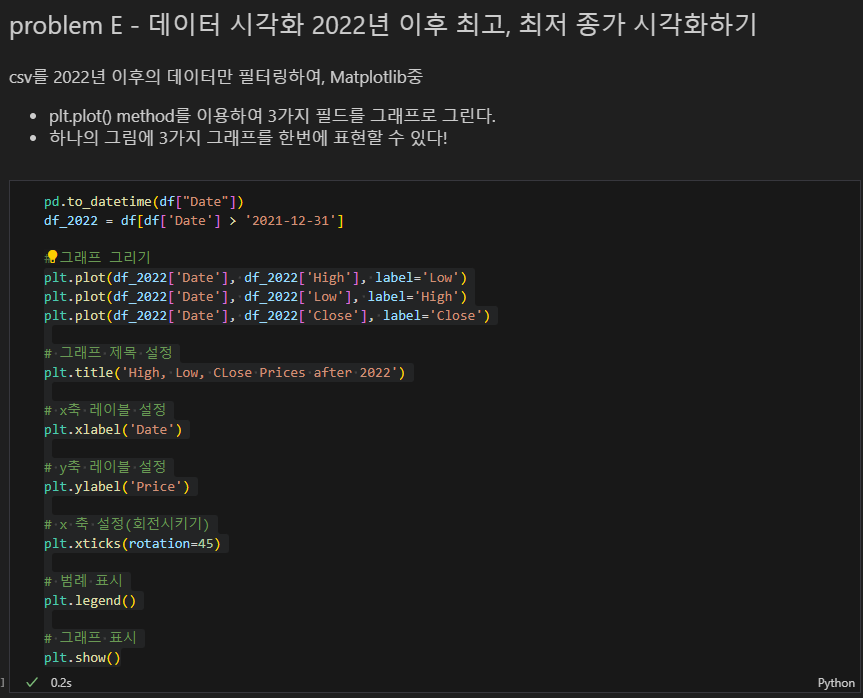 problem E - 데이터 시각화 2022년 이후 최고, 최저 종가 시각화하기
csv를 2022년 이후의 데이터만 필터링하여, Matplotlib중
• plt.plot() method를 이용하여 3가지 필드를 그래프로 그린다.
• 하나의 그림에 3가지 그래프를 한번에 표현할 수 있다!
pd.to_datetime(df["Date"])
df_2022 = df[df['Date'] > '2021-12-31']
# 그래프 그리기
plt.plot(df_2022['Date'], df_2022['High'], label='Low')
plt.plot(df_2022['Date'], df_2022['Low'], label='High')
plt.plot(df_2022['Date'], df_2022['Close'], label='Close')
# 그래프 제목 설정
plt.title('High, Low, CLose Prices after 2022')
# x축 레이블 설정
plt.xlabel('Date')
# y축 레이블 설정
plt.ylabel('Price')
# x 축 설정(회전시키기)
plt.xticks(rotation=45)
# 범례 표시
plt.legend()
# 그래프 표시
plt.show()
] ✓ 0.2s Python